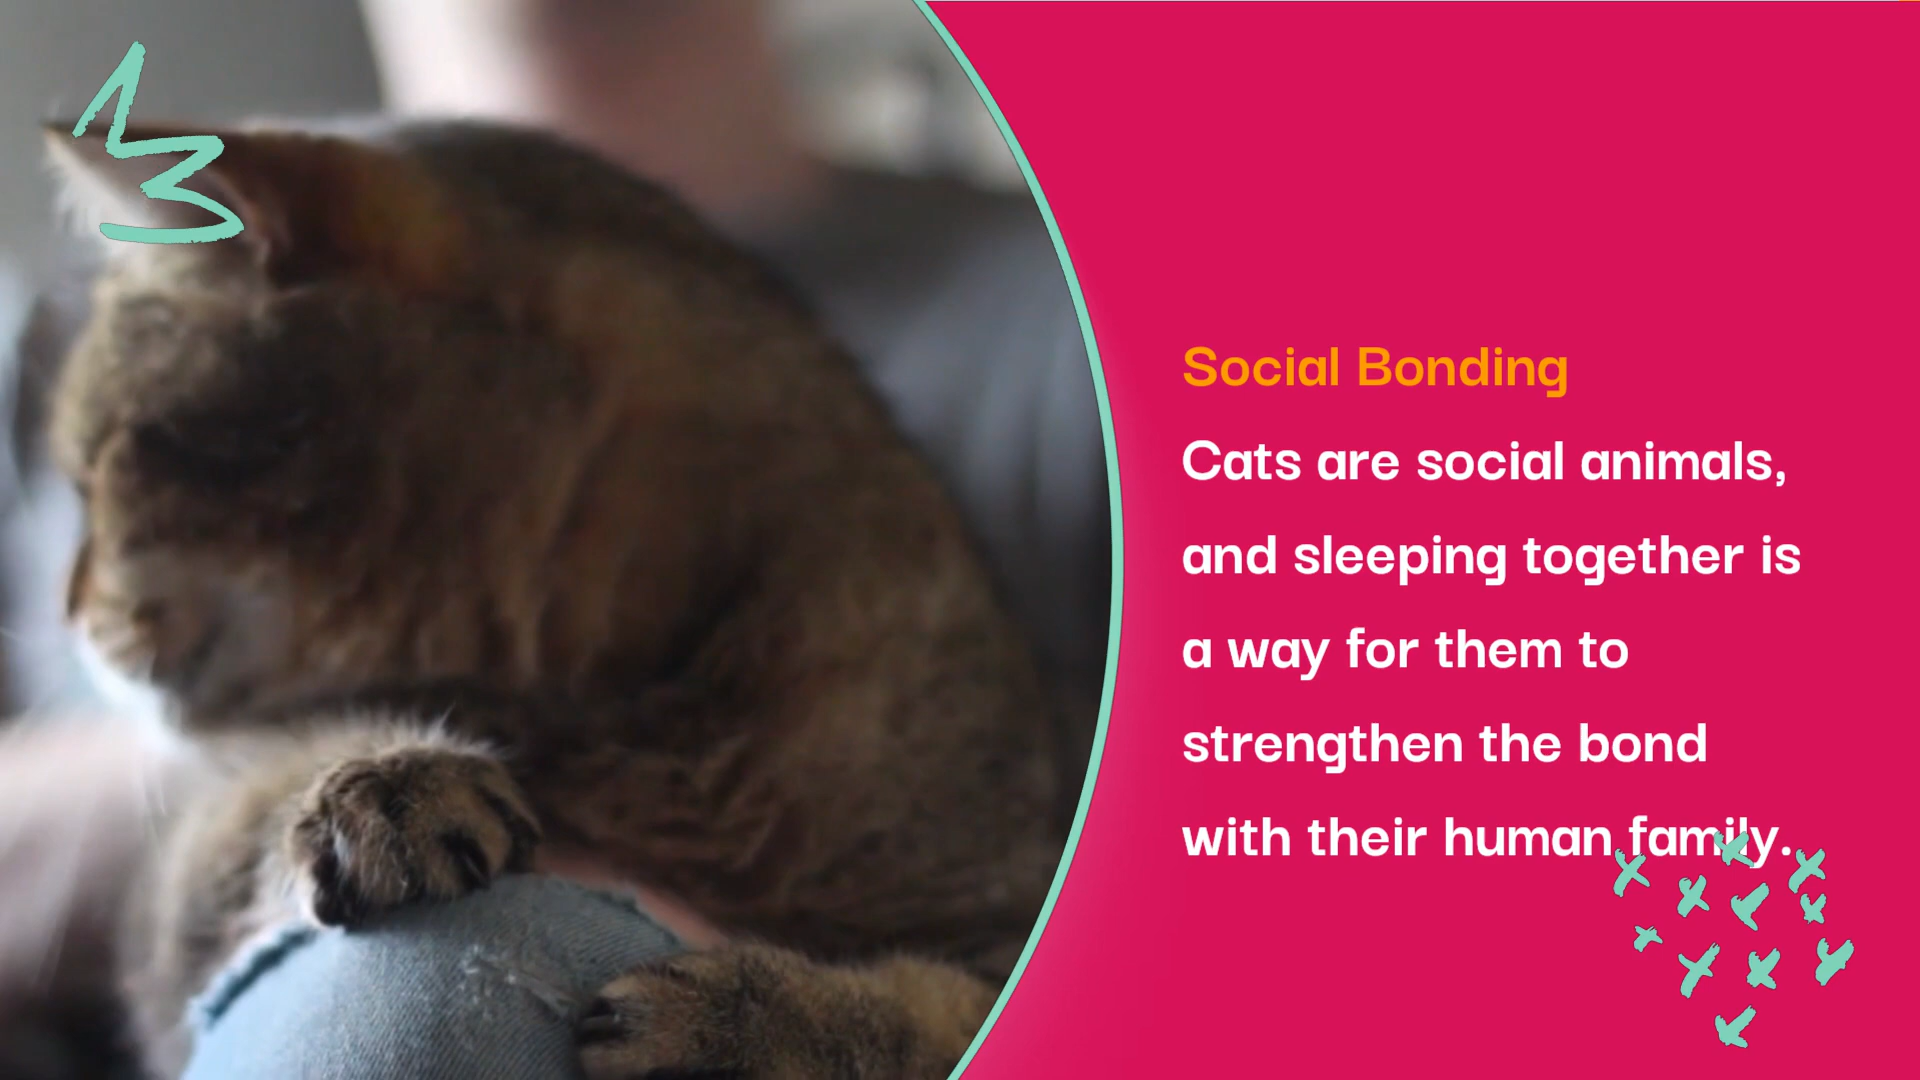 Social Bonding
Cats are social animals,
and sleeping together is
a way for them to
strengthen the bond
with their human family.